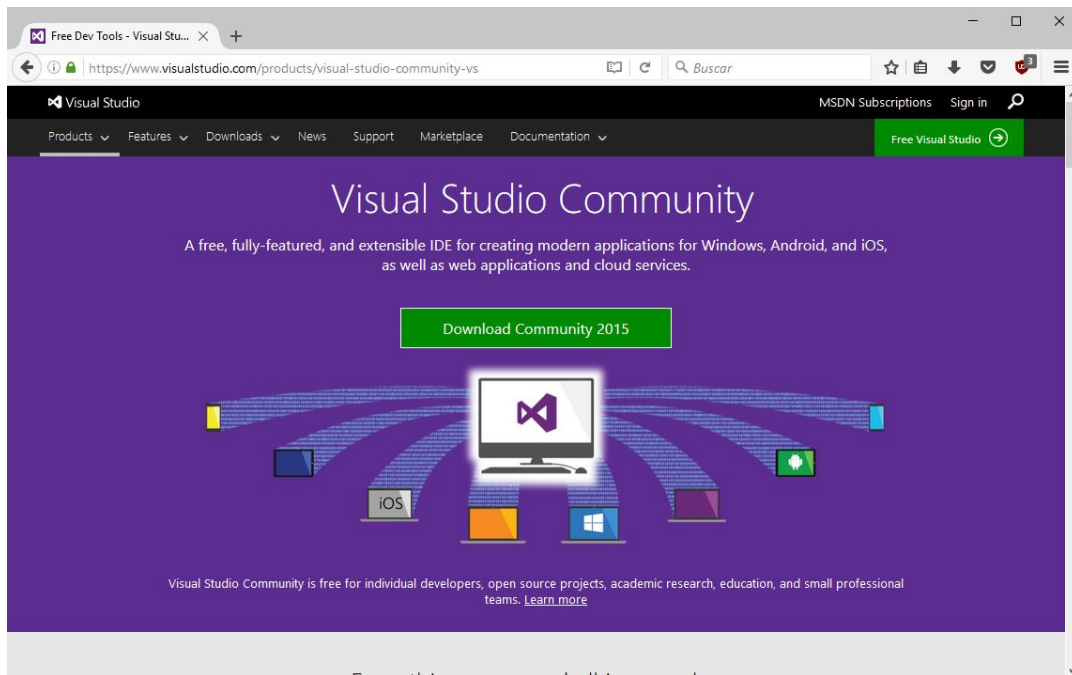 Free Dev Tools - Visual Stu...
https://www.visualstudio.com/products/visual-studio-community-vs
Buscar
3
Visual Studio
MSDN Subscriptions
Sign in
Products
Features
Downloads
News
Support
Marketplace
Documentation
Free Visual Studio
Visual Studio Community
A free, fully-featured, and extensible IDE for creating modern applications for Windows, Android, and iOS,
as well as web applications and cloud services.
Download Community 2015
iOS
Visual Studio Community is free for individual developers, open source projects, academic research, education, and small professional
teams. Learn more